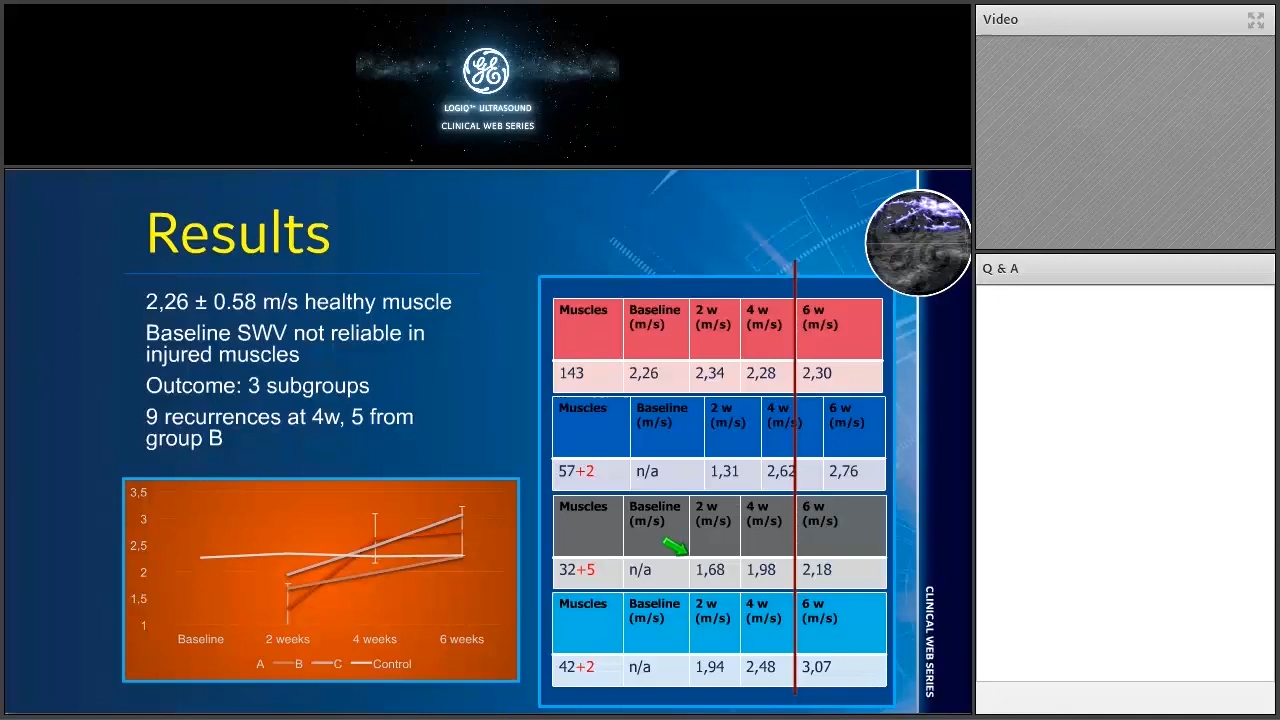 Video
LOGIQ™ ULTRASOUND
CLINICAL WEB SERIES
Q & A
Results
2,26 ± 0.58 m/s healthy muscle
Baseline SWV not reliable in
injured muscles
Outcome: 3 subgroups
9 recurrences at 4w, 5 from
group B
3,5
3
2,5
2
1,5
1
Baseline 2 weeks 4 weeks 6 weeks
A B C Control
Muscles Baseline (m/s) 2 w (m/s) 4 w (m/s) 6 w (m/s)
143 2,26 2,34 2,28 2,30
Muscles Baseline (m/s) 2 w (m/s) 4 w (m/s) 6 w (m/s)
57+2 n/a 1,31 2,62 2,76
Muscles Baseline (m/s) 2 w (m/s) 4 w (m/s) 6 w (m/s)
32+5 n/a 1,68 1,98 2,18
Muscles Baseline (m/s) 2 w (m/s) 4 w (m/s) 6 w (m/s)
42+2 n/a 1,94 2,48 3,07
CLINICAL WEB SERIES